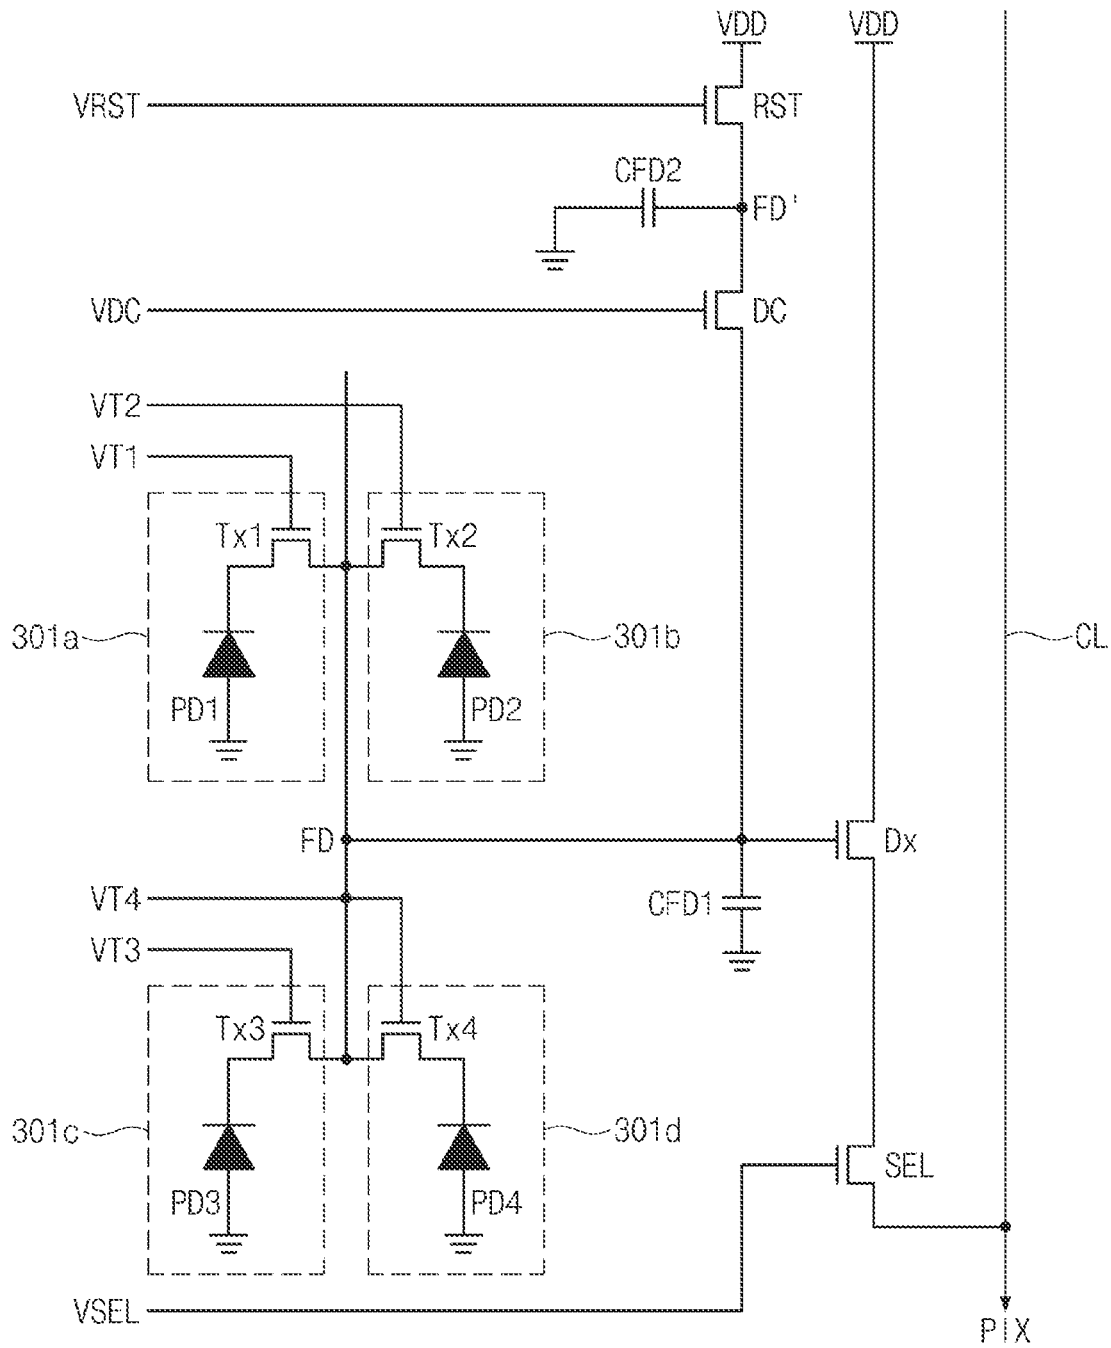 VDD VDD
VRST RST
CFD2
FD'
VDC DC
VT2
VT1
Tx1 Tx2
301a 301b CL
PD1 PD2
FD Dx
VT4 CFD1
VT3
Tx3 Tx4
301c 301d
SEL
PD3 PD4
VSEL
PIX